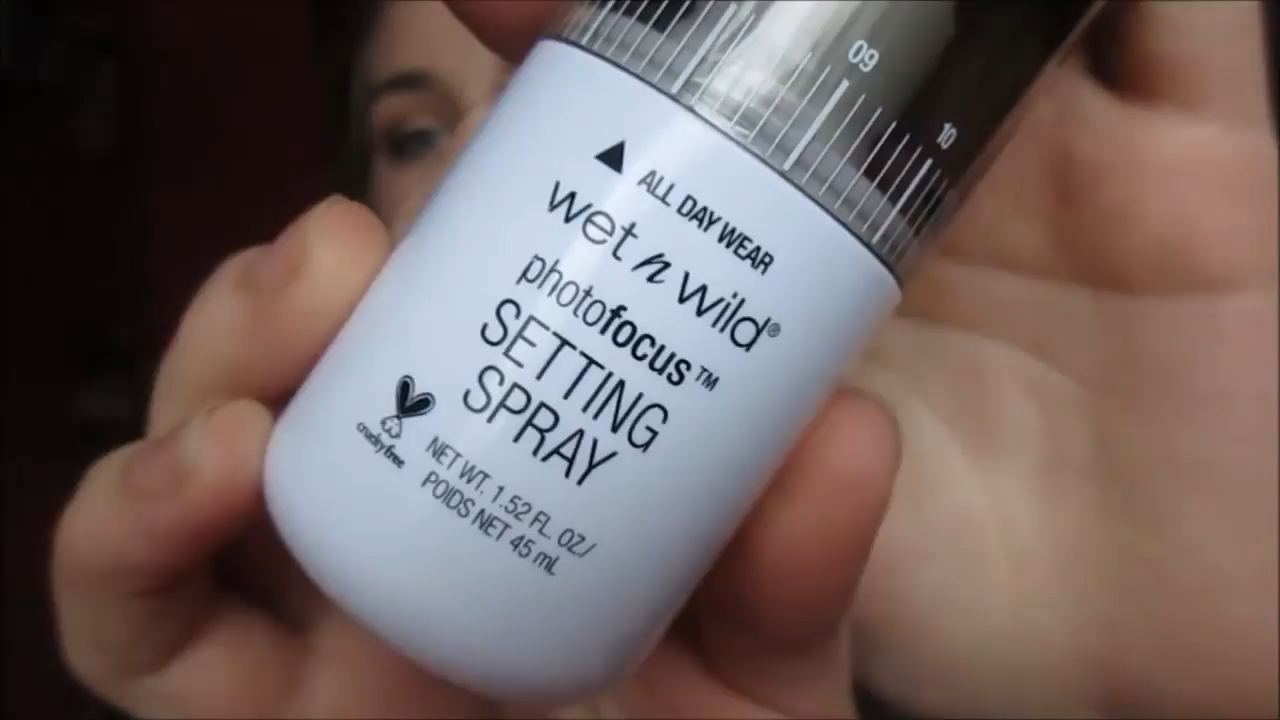 09
10
ALL DAY WEAR
wet n wild®
photofocus™
SETTING
SPRAY
cruelty free
NET WT. 1.52 FL. OZ./
POIDS NET 45 mL